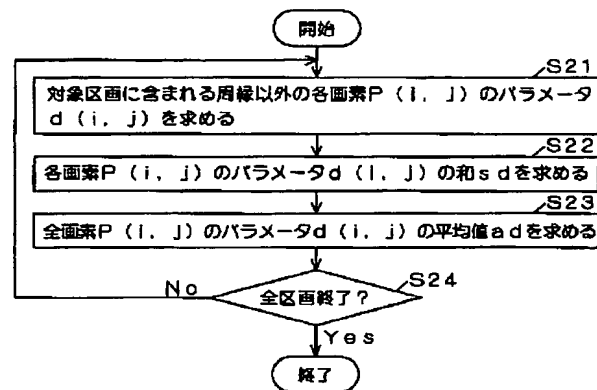 開始
S21
対象区画に含まれる周縁以外の各画素P（i，j）のパラメータ
d（i，j）を求める
S22
各画素P（i，j）のパラメータd（i，j）の和sdを求める
S23
全画素P（i，j）のパラメータd（i，j）の平均値adを求める
S24
全区画終了？
No
Yes
終了